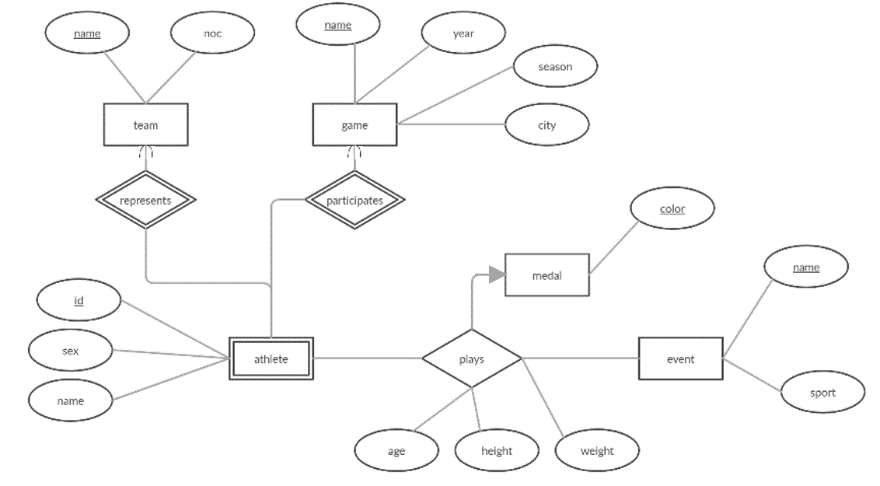 name
noc
name
year
season
city
team
game
represents
participates
color
medal
name
id
sex
name
athlete
plays
event
sport
age
height
weight